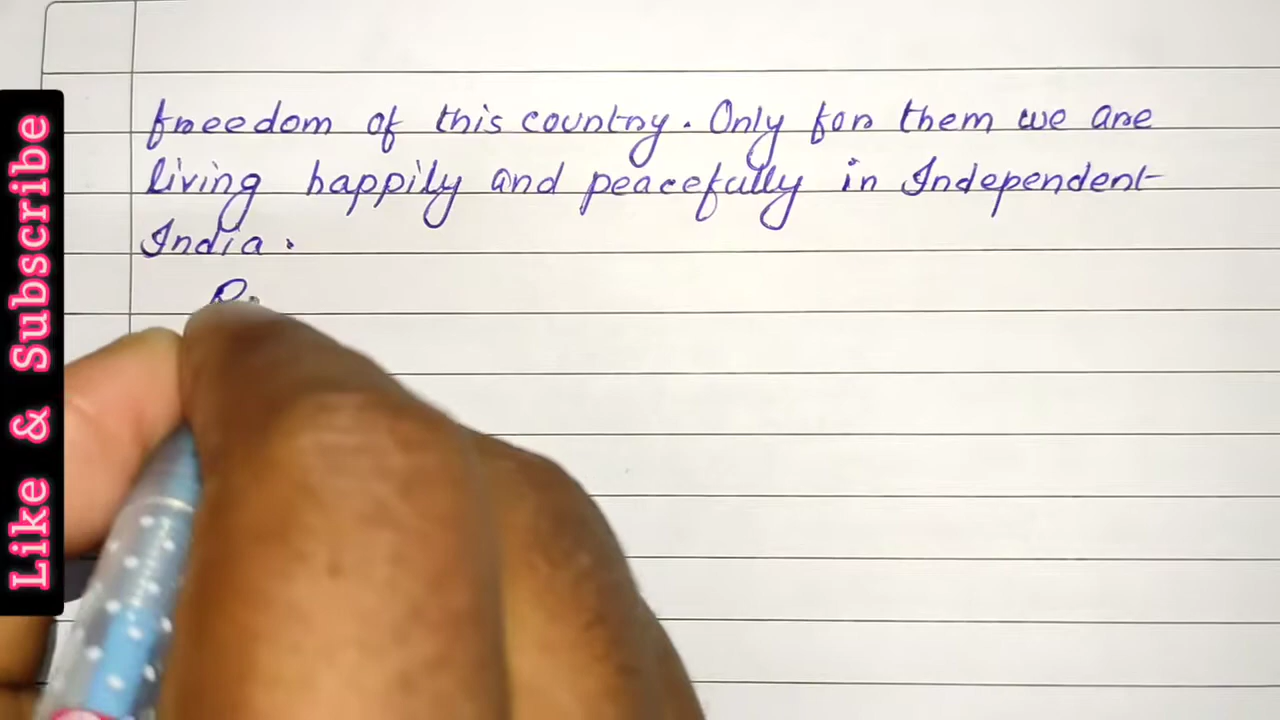 freedom of this country. Only for them we are
living happily and peacefully in Independent
India.
Like & Subscribe